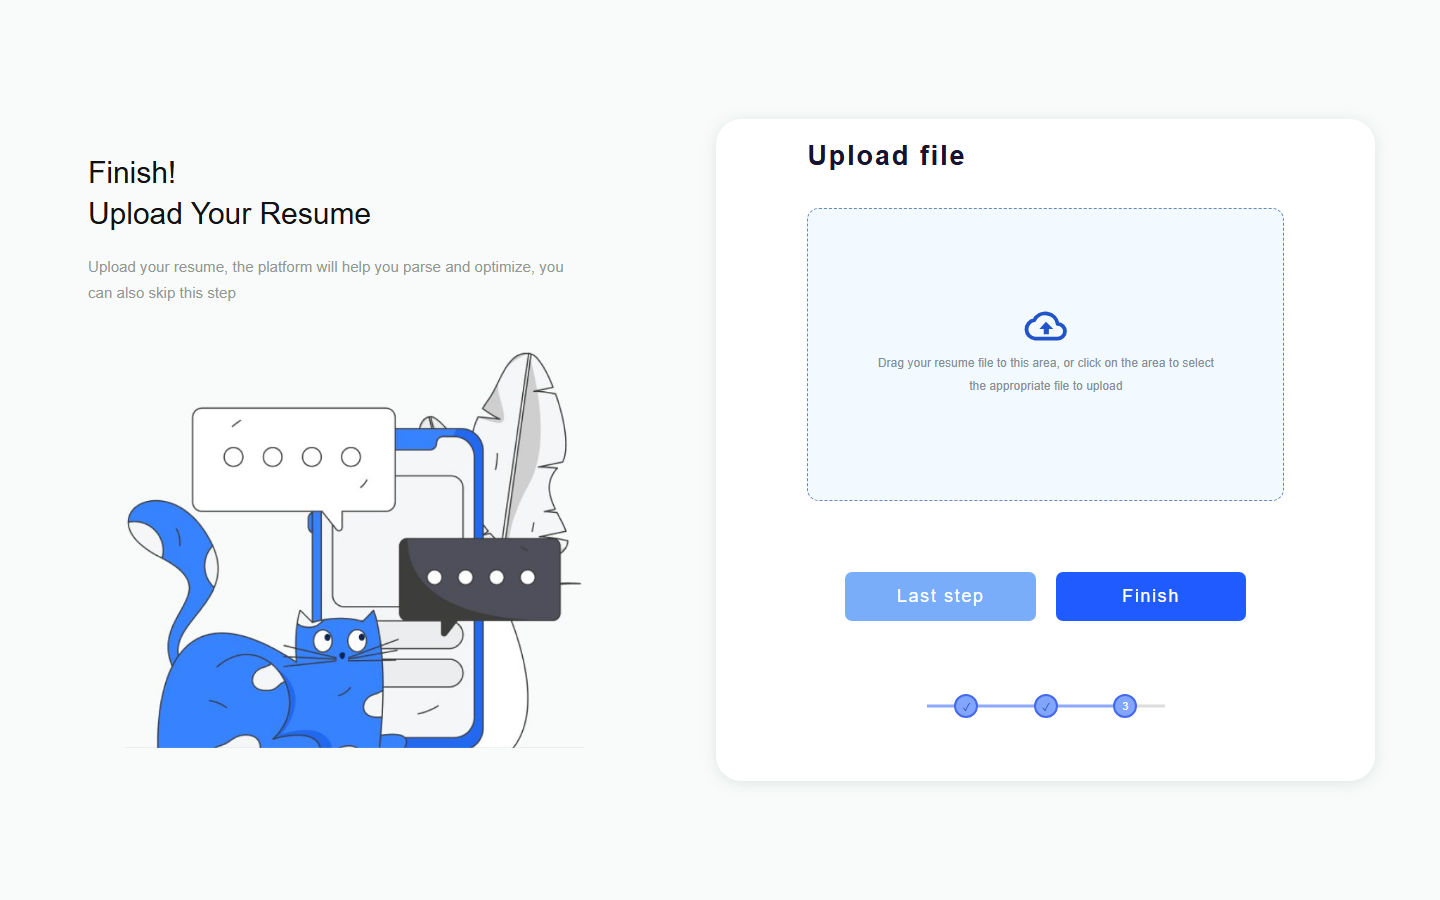 Finish!
Upload Your Resume
Upload your resume, the platform will help you parse and optimize, you
can also skip this step
Upload file
Drag your resume file to this area, or click on the area to select
the appropriate file to upload
Last step
Finish
3